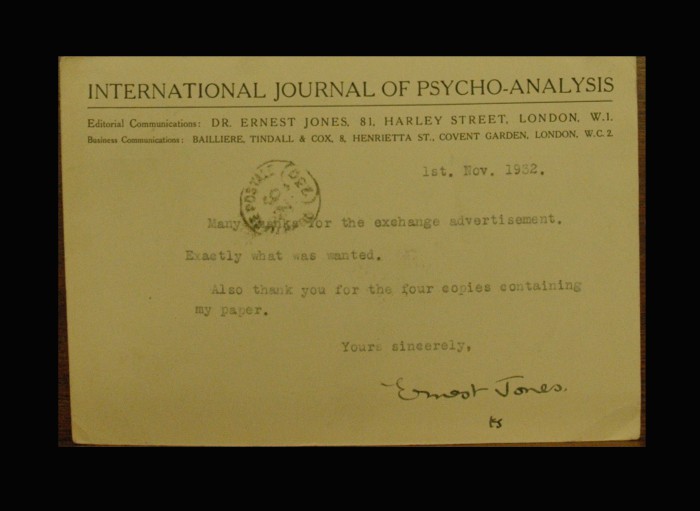 INTERNATIONAL JOURNAL OF PSYCHO-ANALYSIS
Editorial Communications: DR. ERNEST JONES, 81, HARLEY STREET, LONDON, W.1.
Business Communications: BAILLIERE, TINDALL & COX, 8, HENRIETTA ST., COVENT GARDEN, LONDON, W.C. 2.
1st. Nov. 1932.
Many thanks for the exchange advertisement.
Exactly what was wanted.
Also thank you for the four copies containing
my paper.
Yours sincerely,
Ernest Jones.